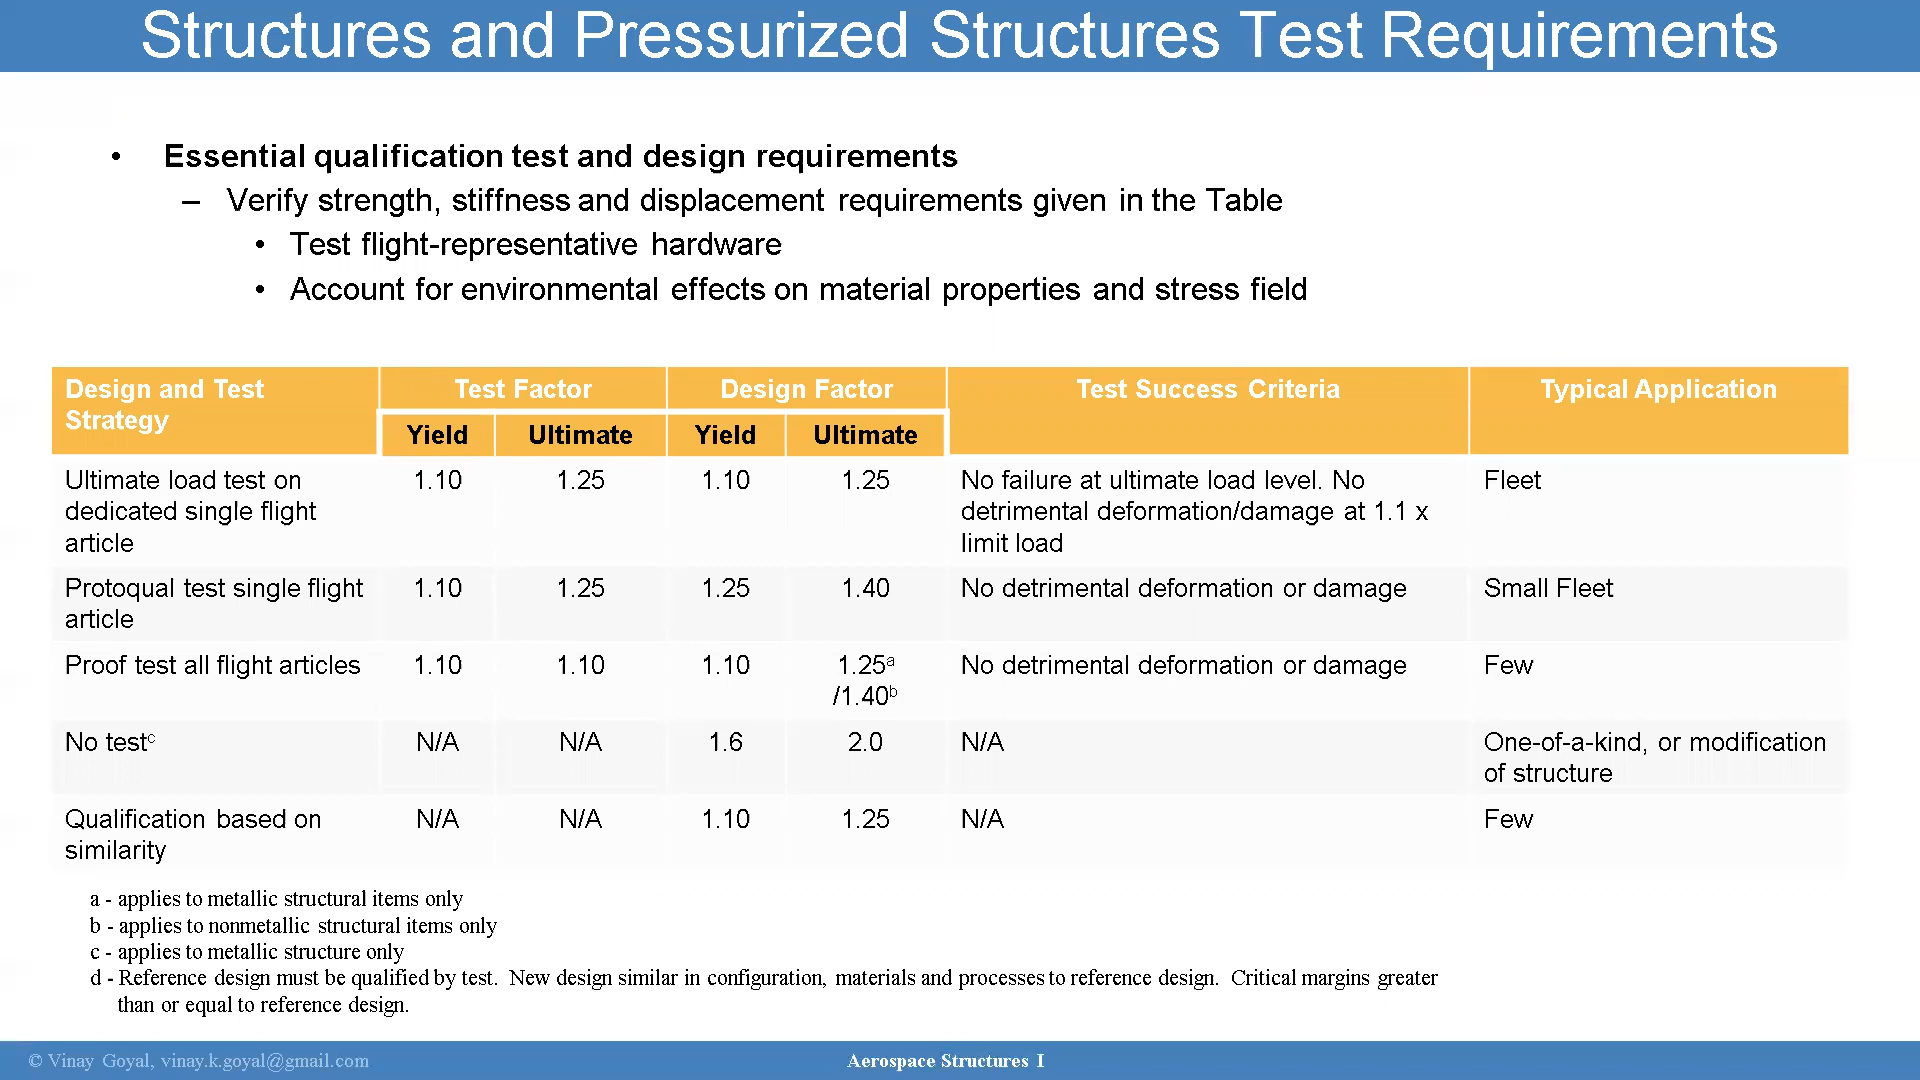 Structures and Pressurized Structures Test Requirements
• Essential qualification test and design requirements
– Verify strength, stiffness and displacement requirements given in the Table
• Test flight-representative hardware
• Account for environmental effects on material properties and stress field
Design and Test Strategy | Test Factor | Design Factor | Test Success Criteria | Typical Application
Yield | Ultimate | Yield | Ultimate
Ultimate load test on dedicated single flight article | 1.10 | 1.25 | 1.10 | 1.25 | No failure at ultimate load level. No detrimental deformation/damage at 1.1 x limit load | Fleet
Protoqual test single flight article | 1.10 | 1.25 | 1.25 | 1.40 | No detrimental deformation or damage | Small Fleet
Proof test all flight articles | 1.10 | 1.10 | 1.10 | 1.25ᵃ /1.40ᵇ | No detrimental deformation or damage | Few
No testᶜ | N/A | N/A | 1.6 | 2.0 | N/A | One-of-a-kind, or modification of structure
Qualification based on similarity | N/A | N/A | 1.10 | 1.25 | N/A | Few
a - applies to metallic structural items only
b - applies to nonmetallic structural items only
c - applies to metallic structure only
d - Reference design must be qualified by test. New design similar in configuration, materials and processes to reference design. Critical margins greater
than or equal to reference design.
© Vinay Goyal, vinay.k.goyal@gmail.com
Aerospace Structures I